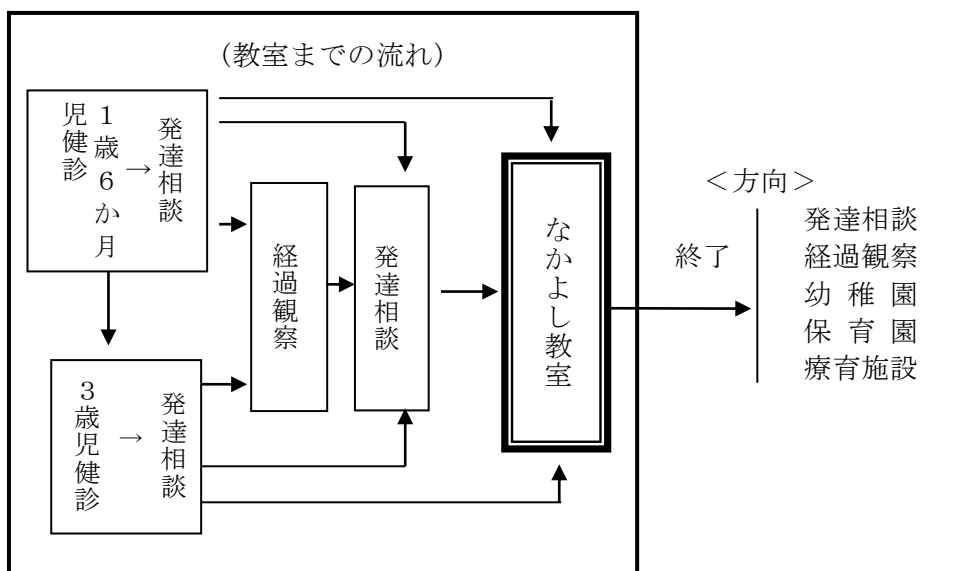 (教室までの流れ)
1歳6か月
児健診
→
発達相談
経過観察
発達相談
なかよし教室
3歳児健診
→
発達相談
終了
＜方向＞
発達相談
経過観察
幼稚園
保育園
療育施設